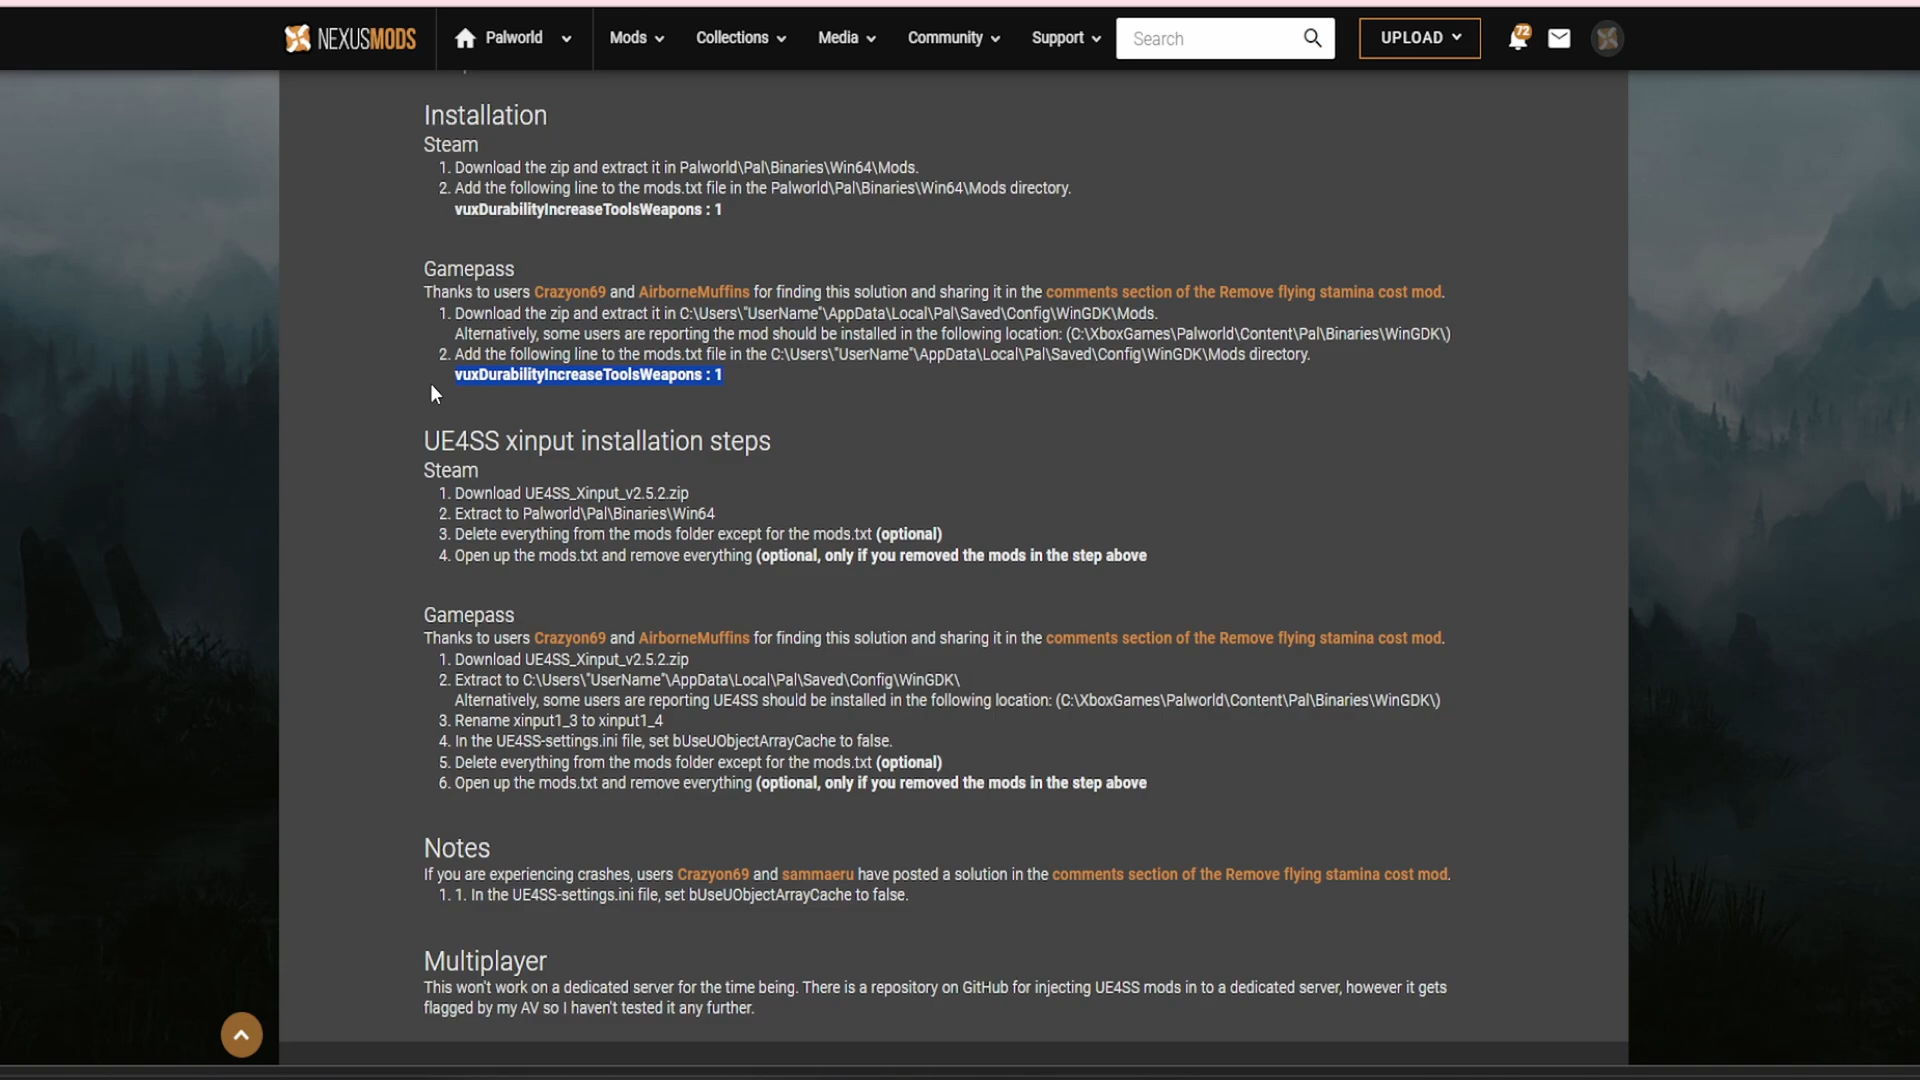 NEXUSMODS
Palworld
Mods
Collections
Media
Community
Support
Search
UPLOAD
72
Installation
Steam
1. Download the zip and extract it in Palworld\Pal\Binaries\Win64\Mods.
2. Add the following line to the mods.txt file in the Palworld\Pal\Binaries\Win64\Mods directory.
vuxDurabilityIncreaseToolsWeapons : 1
Gamepass
Thanks to users Crazyon69 and AirborneMuffins for finding this solution and sharing it in the comments section of the Remove flying stamina cost mod.
1. Download the zip and extract it in C:\Users\"UserName"\AppData\Local\Pal\Saved\Config\WinGDK\Mods.
Alternatively, some users are reporting the mod should be installed in the following location: (C:\XboxGames\Palworld\Content\Pal\Binaries\WinGDK\)
2. Add the following line to the mods.txt file in the C:\Users\"UserName"\AppData\Local\Pal\Saved\Config\WinGDK\Mods directory.
vuxDurabilityIncreaseToolsWeapons : 1
UE4SS xinput installation steps
Steam
1. Download UE4SS_Xinput_v2.5.2.zip
2. Extract to Palworld\Pal\Binaries\Win64
3. Delete everything from the mods folder except for the mods.txt (optional)
4. Open up the mods.txt and remove everything (optional, only if you removed the mods in the step above
Gamepass
Thanks to users Crazyon69 and AirborneMuffins for finding this solution and sharing it in the comments section of the Remove flying stamina cost mod.
1. Download UE4SS_Xinput_v2.5.2.zip
2. Extract to C:\Users\"UserName"\AppData\Local\Pal\Saved\Config\WinGDK\
Alternatively, some users are reporting UE4SS should be installed in the following location: (C:\XboxGames\Palworld\Content\Pal\Binaries\WinGDK\)
3. Rename xinput1_3 to xinput1_4
4. In the UE4SS-settings.ini file, set bUseUObjectArrayCache to false.
5. Delete everything from the mods folder except for the mods.txt (optional)
6. Open up the mods.txt and remove everything (optional, only if you removed the mods in the step above
Notes
If you are experiencing crashes, users Crazyon69 and sammaeru have posted a solution in the comments section of the Remove flying stamina cost mod.
1. 1. In the UE4SS-settings.ini file, set bUseUObjectArrayCache to false.
Multiplayer
This won't work on a dedicated server for the time being. There is a repository on GitHub for injecting UE4SS mods in to a dedicated server, however it gets
flagged by my AV so I haven't tested it any further.